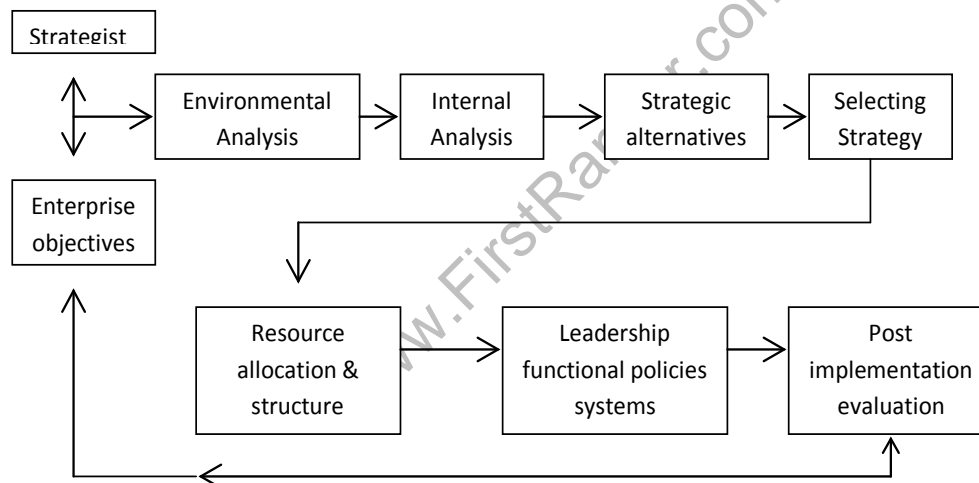 Strategist
Environmental
Analysis
Internal
Analysis
Strategic
alternatives
Selecting
Strategy
Enterprise
objectives
Resource
allocation &
structure
Leadership
functional policies
systems
Post
implementation
evaluation